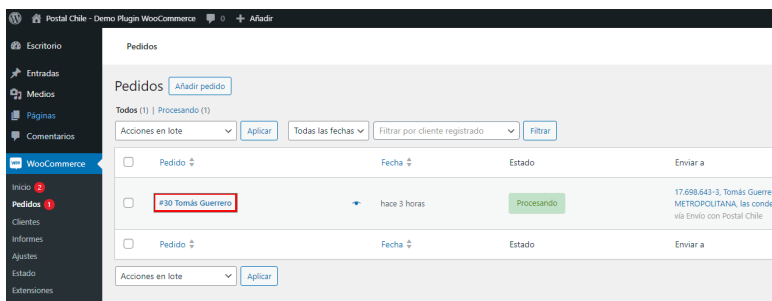 Postal Chile - Demo Plugin WooCommerce 0 + Añadir
Escritorio
Pedidos
Entradas
Medios
Páginas
Comentarios
WooCommerce
Inicio 2
Pedidos 1
Clientes
Informes
Ajustes
Estado
Extensiones
Pedidos Añadir pedido
Todos (1) | Procesando (1)
Acciones en lote Aplicar Todas las fechas Filtrar por cliente registrado Filtrar
Pedido Fecha Estado Enviar a
#30 Tomás Guerrero hace 3 horas Procesando
17.698.643-3, Tomás Guerre
METROPOLITANA, las conde
vía Envío con Postal Chile
Pedido Fecha Estado Enviar a
Acciones en lote Aplicar